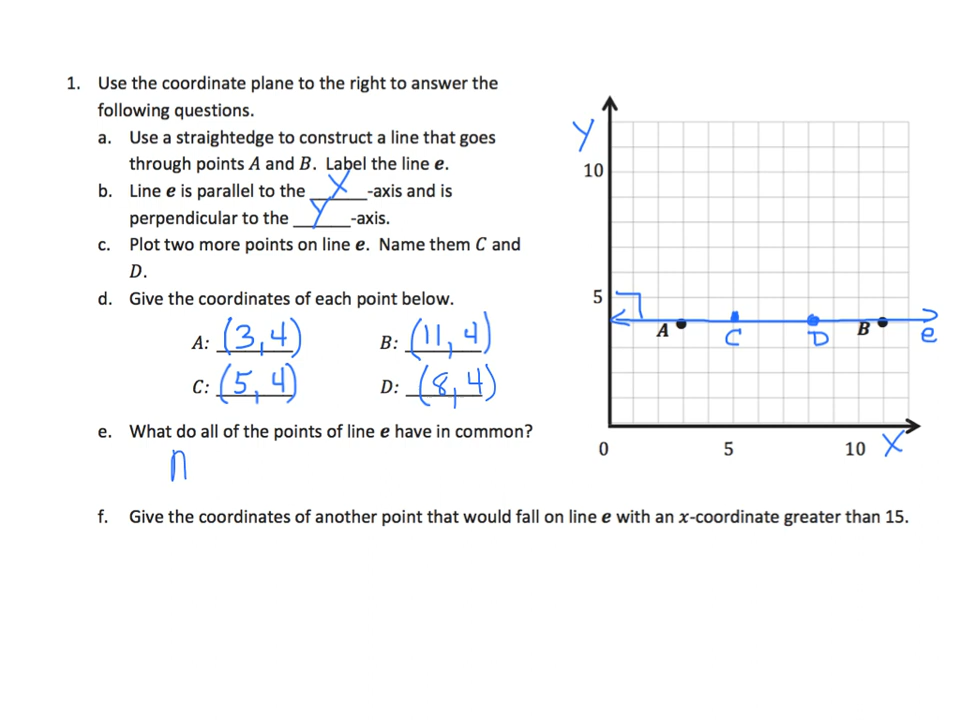 1. Use the coordinate plane to the right to answer the
following questions.
a. Use a straightedge to construct a line that goes
through points A and B. Label the line e.
b. Line e is parallel to the x -axis and is
perpendicular to the y -axis.
c. Plot two more points on line e. Name them C and
D.
d. Give the coordinates of each point below.
A: (3,4) B: (11,4)
C: (5,4) D: (8,4)
e. What do all of the points of line e have in common?
n
f. Give the coordinates of another point that would fall on line e with an x-coordinate greater than 15.
y
10
5
A C D B e
0 5 10 x